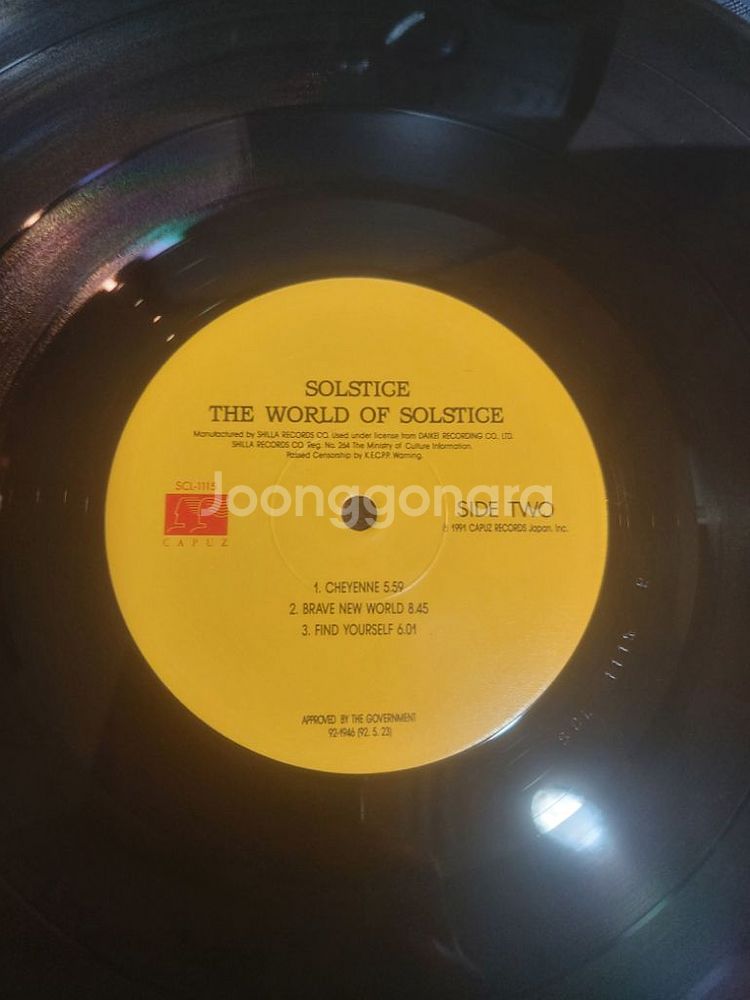 SOLSTICE
THE WORLD OF SOLSTICE
Manufactured by SHILLA RECORDS CO. Used under license from DAIKEI RECORDING CO., LTD.
SHILLA RECORDS CO Reg. No. 264 The Ministry of Culture Information.
Passed Censorship by K.E.C.P.P. Warning.
SCL-1115
CAPUZ
Joonggonara
SIDE TWO
℗ 1991 CAPUZ RECORDS Japan, Inc.
1. CHEYENNE 5.59
2. BRAVE NEW WORLD 8.45
3. FIND YOURSELF 6.01
APPROVED BY THE GOVERNMENT
92-1946 (92. 5. 23)
SCL 1115 B